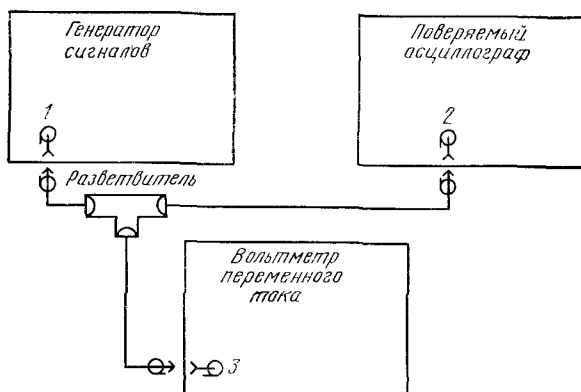 Генератор
сигналов
1
Поверяемый
осциллограф
2
Разветвитель
Вольтметр
переменного
тока
3